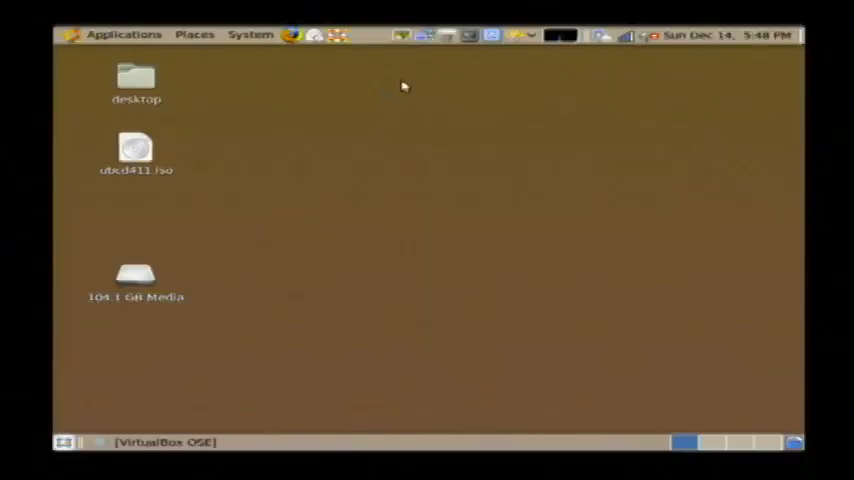 Applications Places System Sun Dec 14, 5:48 PM
desktop
ubcd411.iso
104.1 GB Media
[VirtualBox OSE]